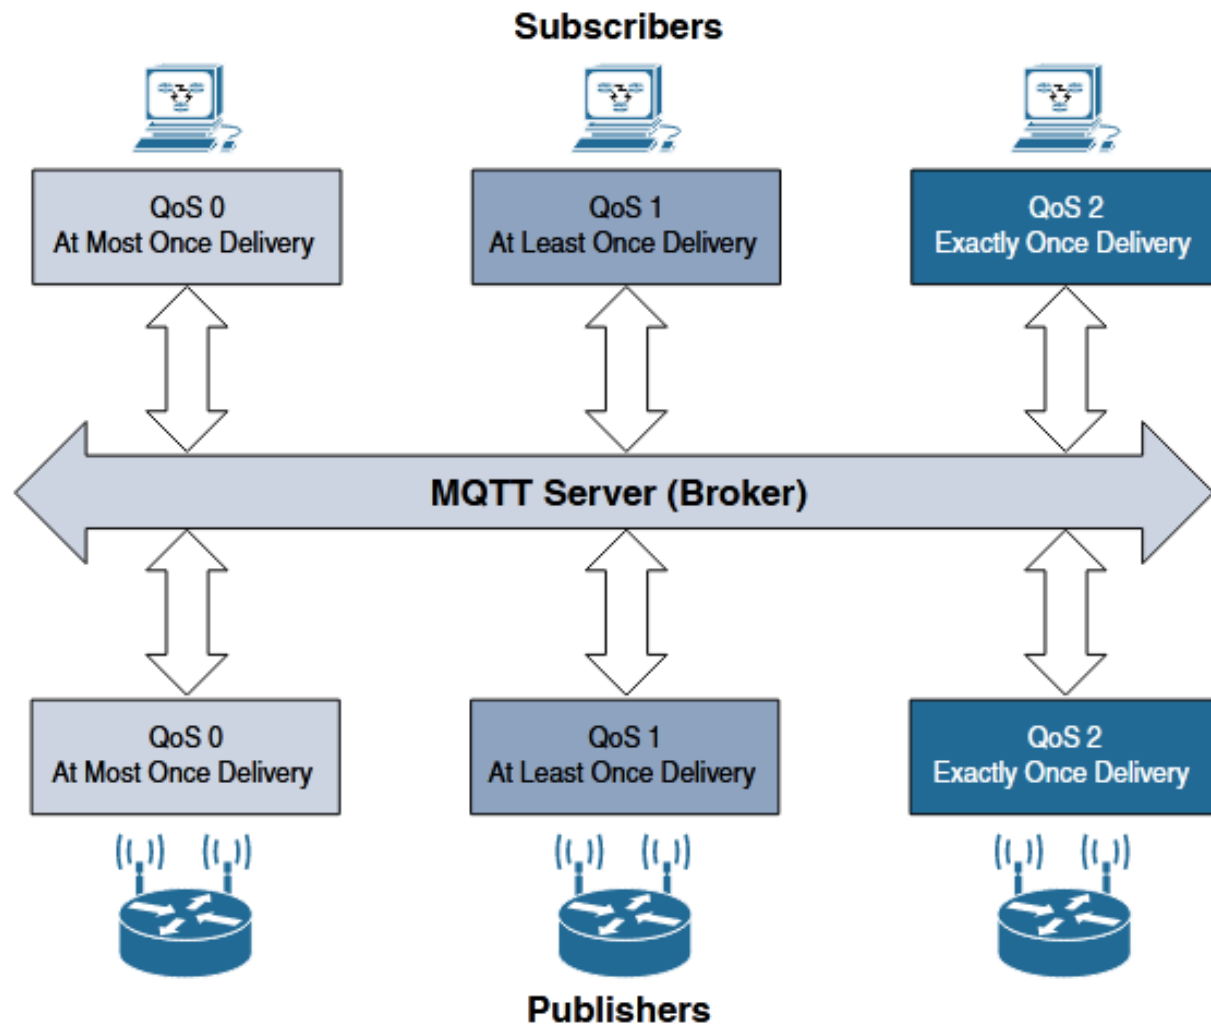 Subscribers
QoS 0
At Most Once Delivery
QoS 1
At Least Once Delivery
QoS 2
Exactly Once Delivery
MQTT Server (Broker)
QoS 0
At Most Once Delivery
QoS 1
At Least Once Delivery
QoS 2
Exactly Once Delivery
Publishers